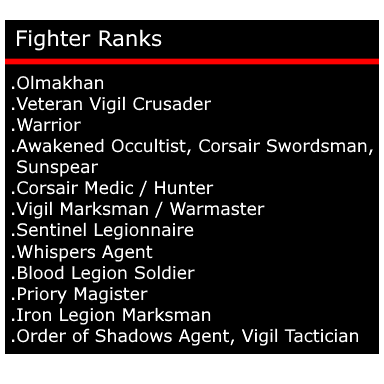 Fighter Ranks
.Olmakhan
.Veteran Vigil Crusader
.Warrior
.Awakened Occultist, Corsair Swordsman,
Sunspear
.Corsair Medic / Hunter
.Vigil Marksman / Warmaster
.Sentinel Legionnaire
.Whispers Agent
.Blood Legion Soldier
.Priory Magister
.Iron Legion Marksman
.Order of Shadows Agent, Vigil Tactician